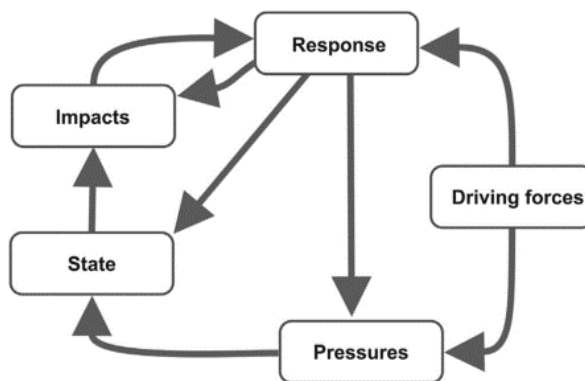 Response
Impacts
Driving forces
State
Pressures